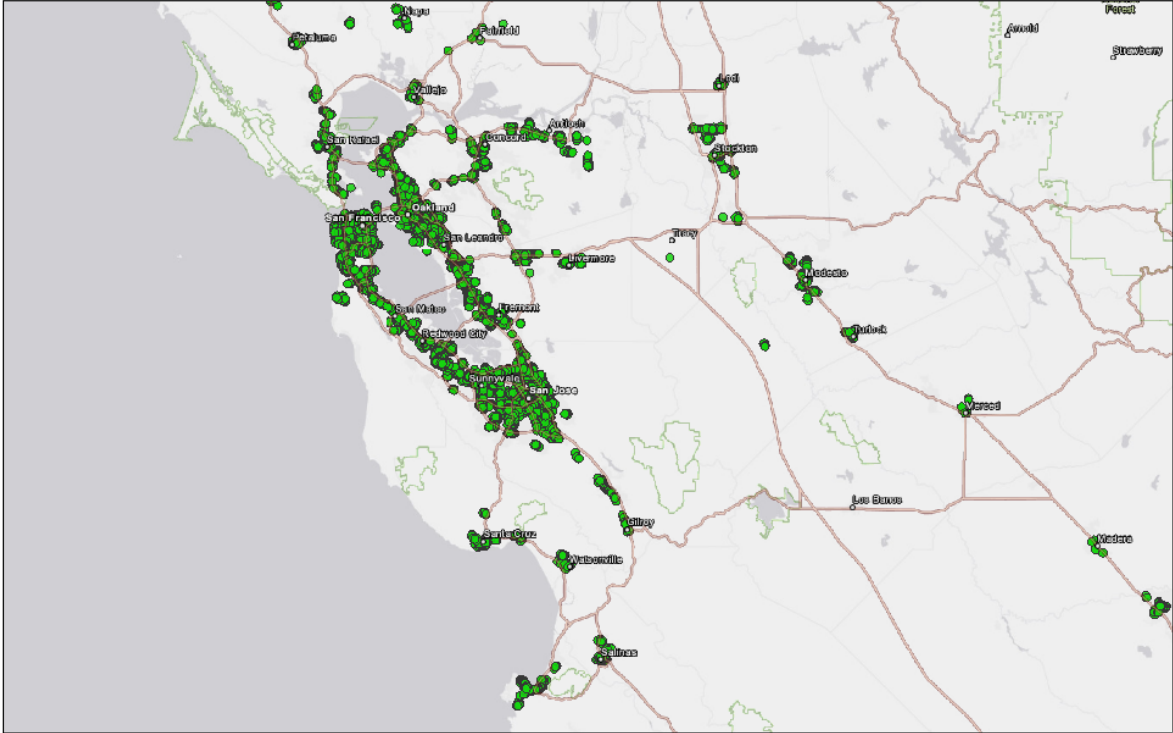 Napa
Forest
Petaluma
Fairfield
Arnold
Strawberry
Vallejo
Lodi
Antioch
San Rafael
Concord
Stockton
Oakland
San Francisco
San Leandro
Tracy
Livermore
Modesto
San Mateo
Fremont
Redwood City
Turlock
Sunnyvale
San Jose
Merced
Los Banos
Gilroy
Santa Cruz
Madera
Watsonville
Salinas